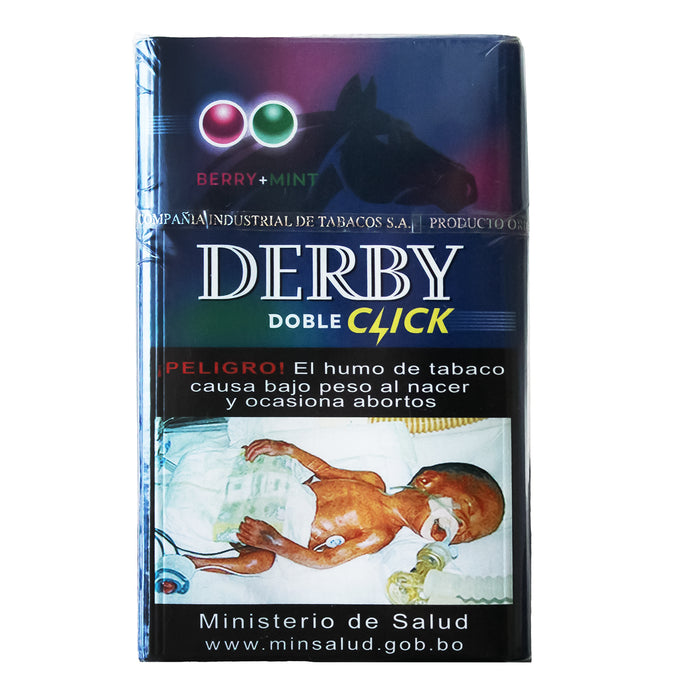 BERRY+MINT
COMPAÑIA INDUSTRIAL DE TABACOS S.A. PRODUCTO
DERBY
DOBLE CLICK
¡PELIGRO! El humo de tabaco
causa bajo peso al nacer
y ocasiona abortos
Ministerio de Salud
www.minsalud.gob.bo